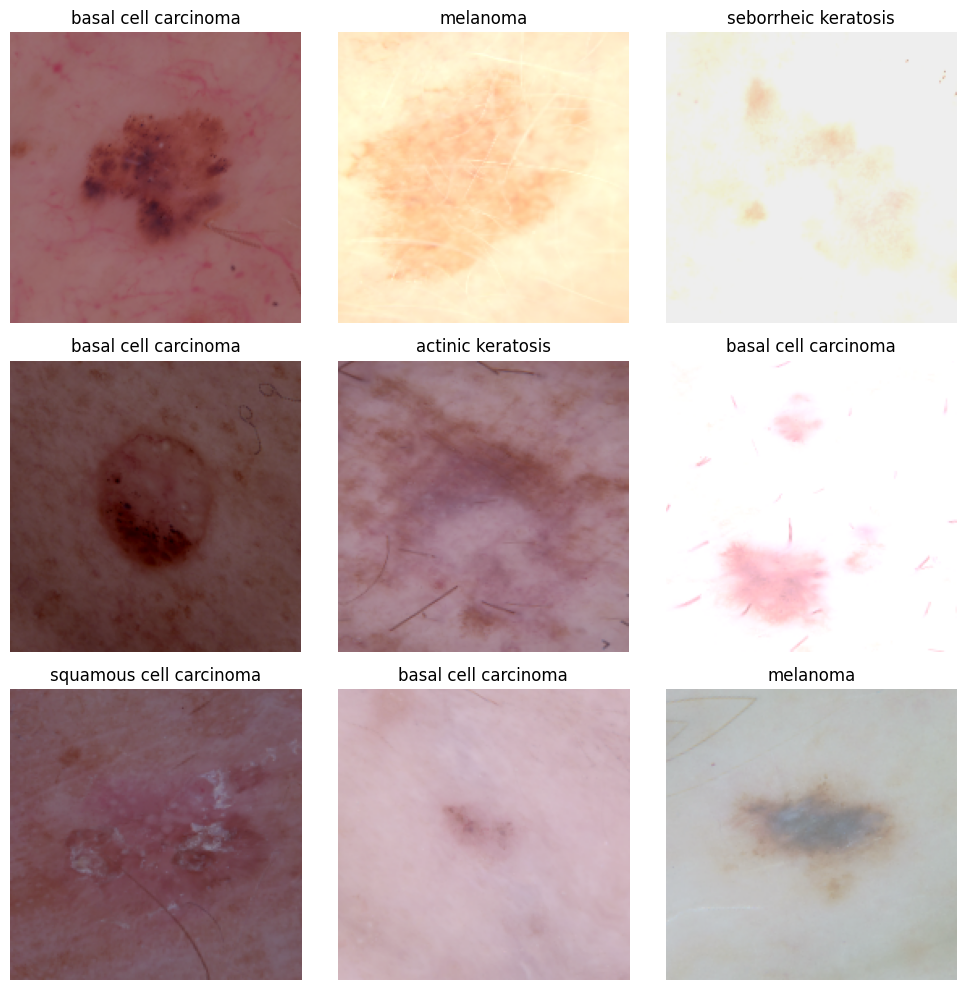 basal cell carcinoma
melanoma
seborrheic keratosis
basal cell carcinoma
actinic keratosis
basal cell carcinoma
squamous cell carcinoma
basal cell carcinoma
melanoma